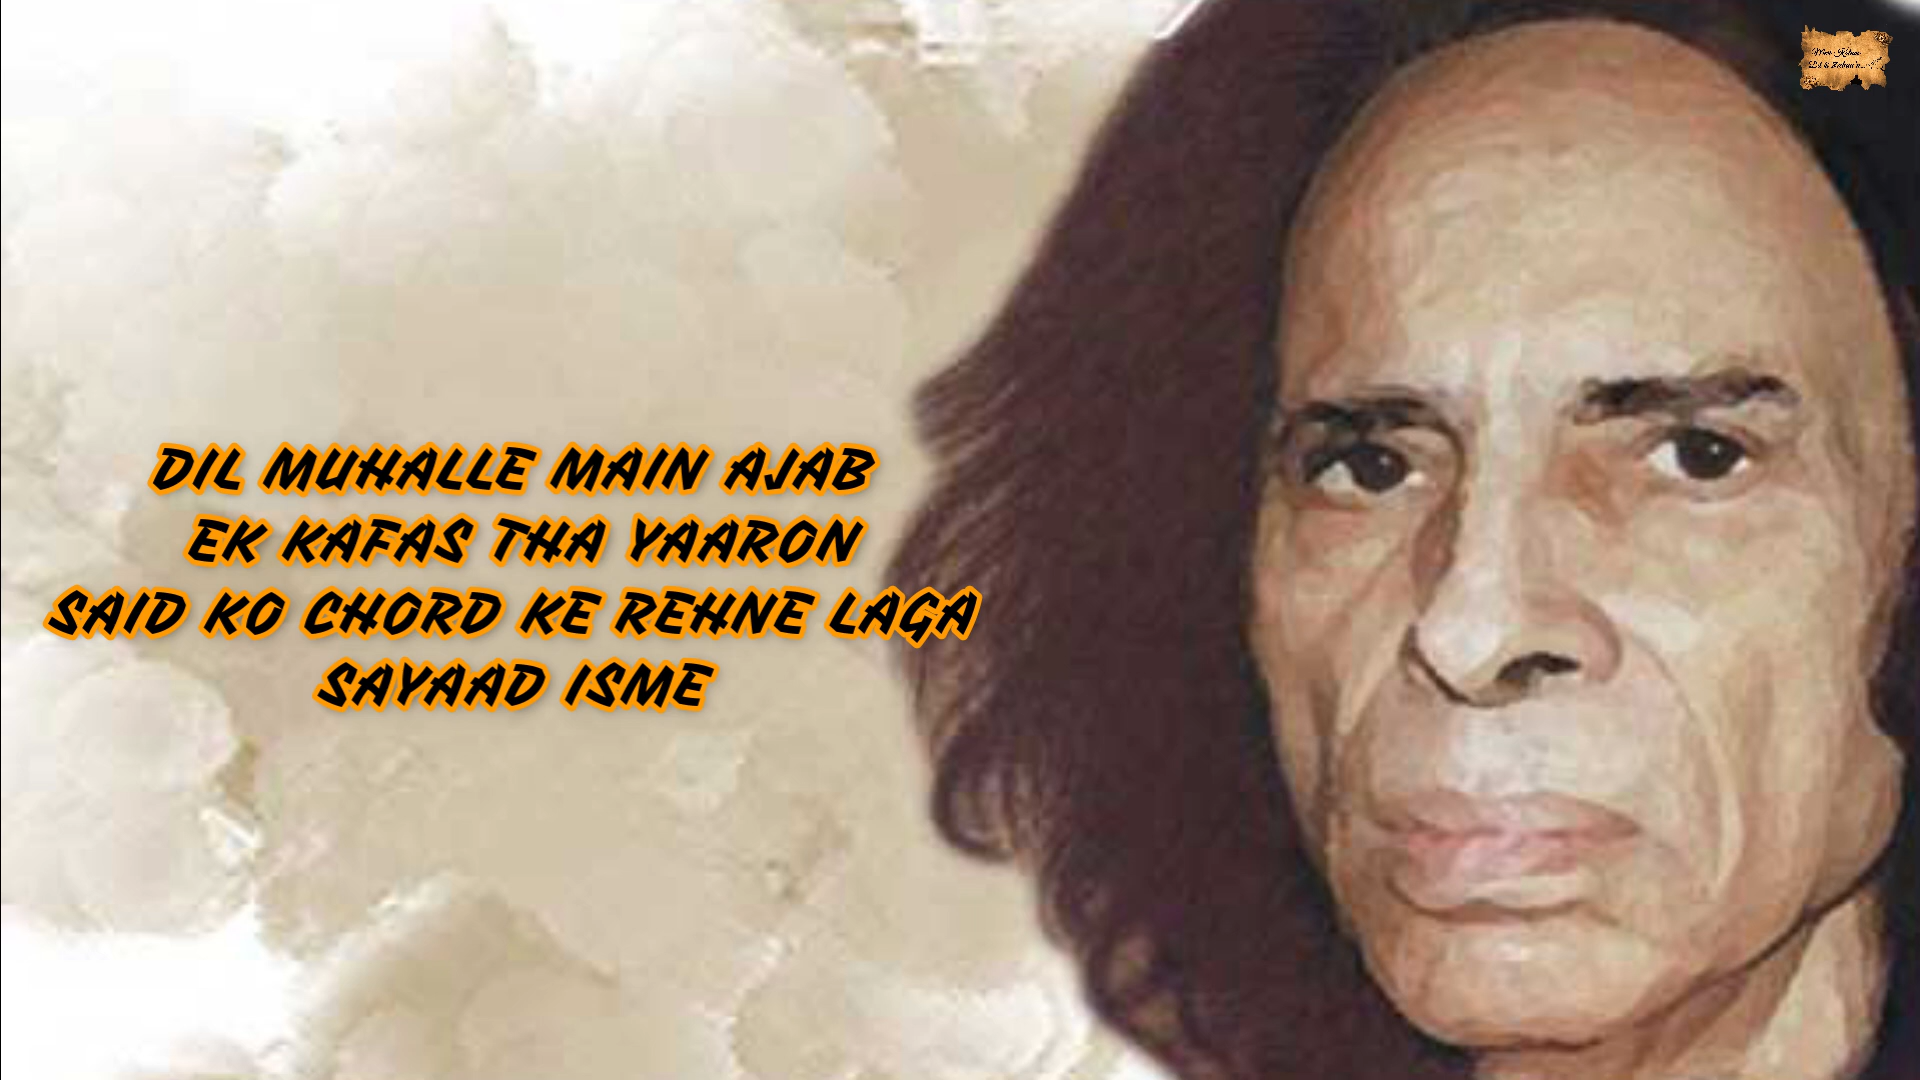 DIL MUHALLE MAIN AJAB
EK KAFAS THA YAARON
SAID KO CHORD KE REHNE LAGA
SAYAAD ISME